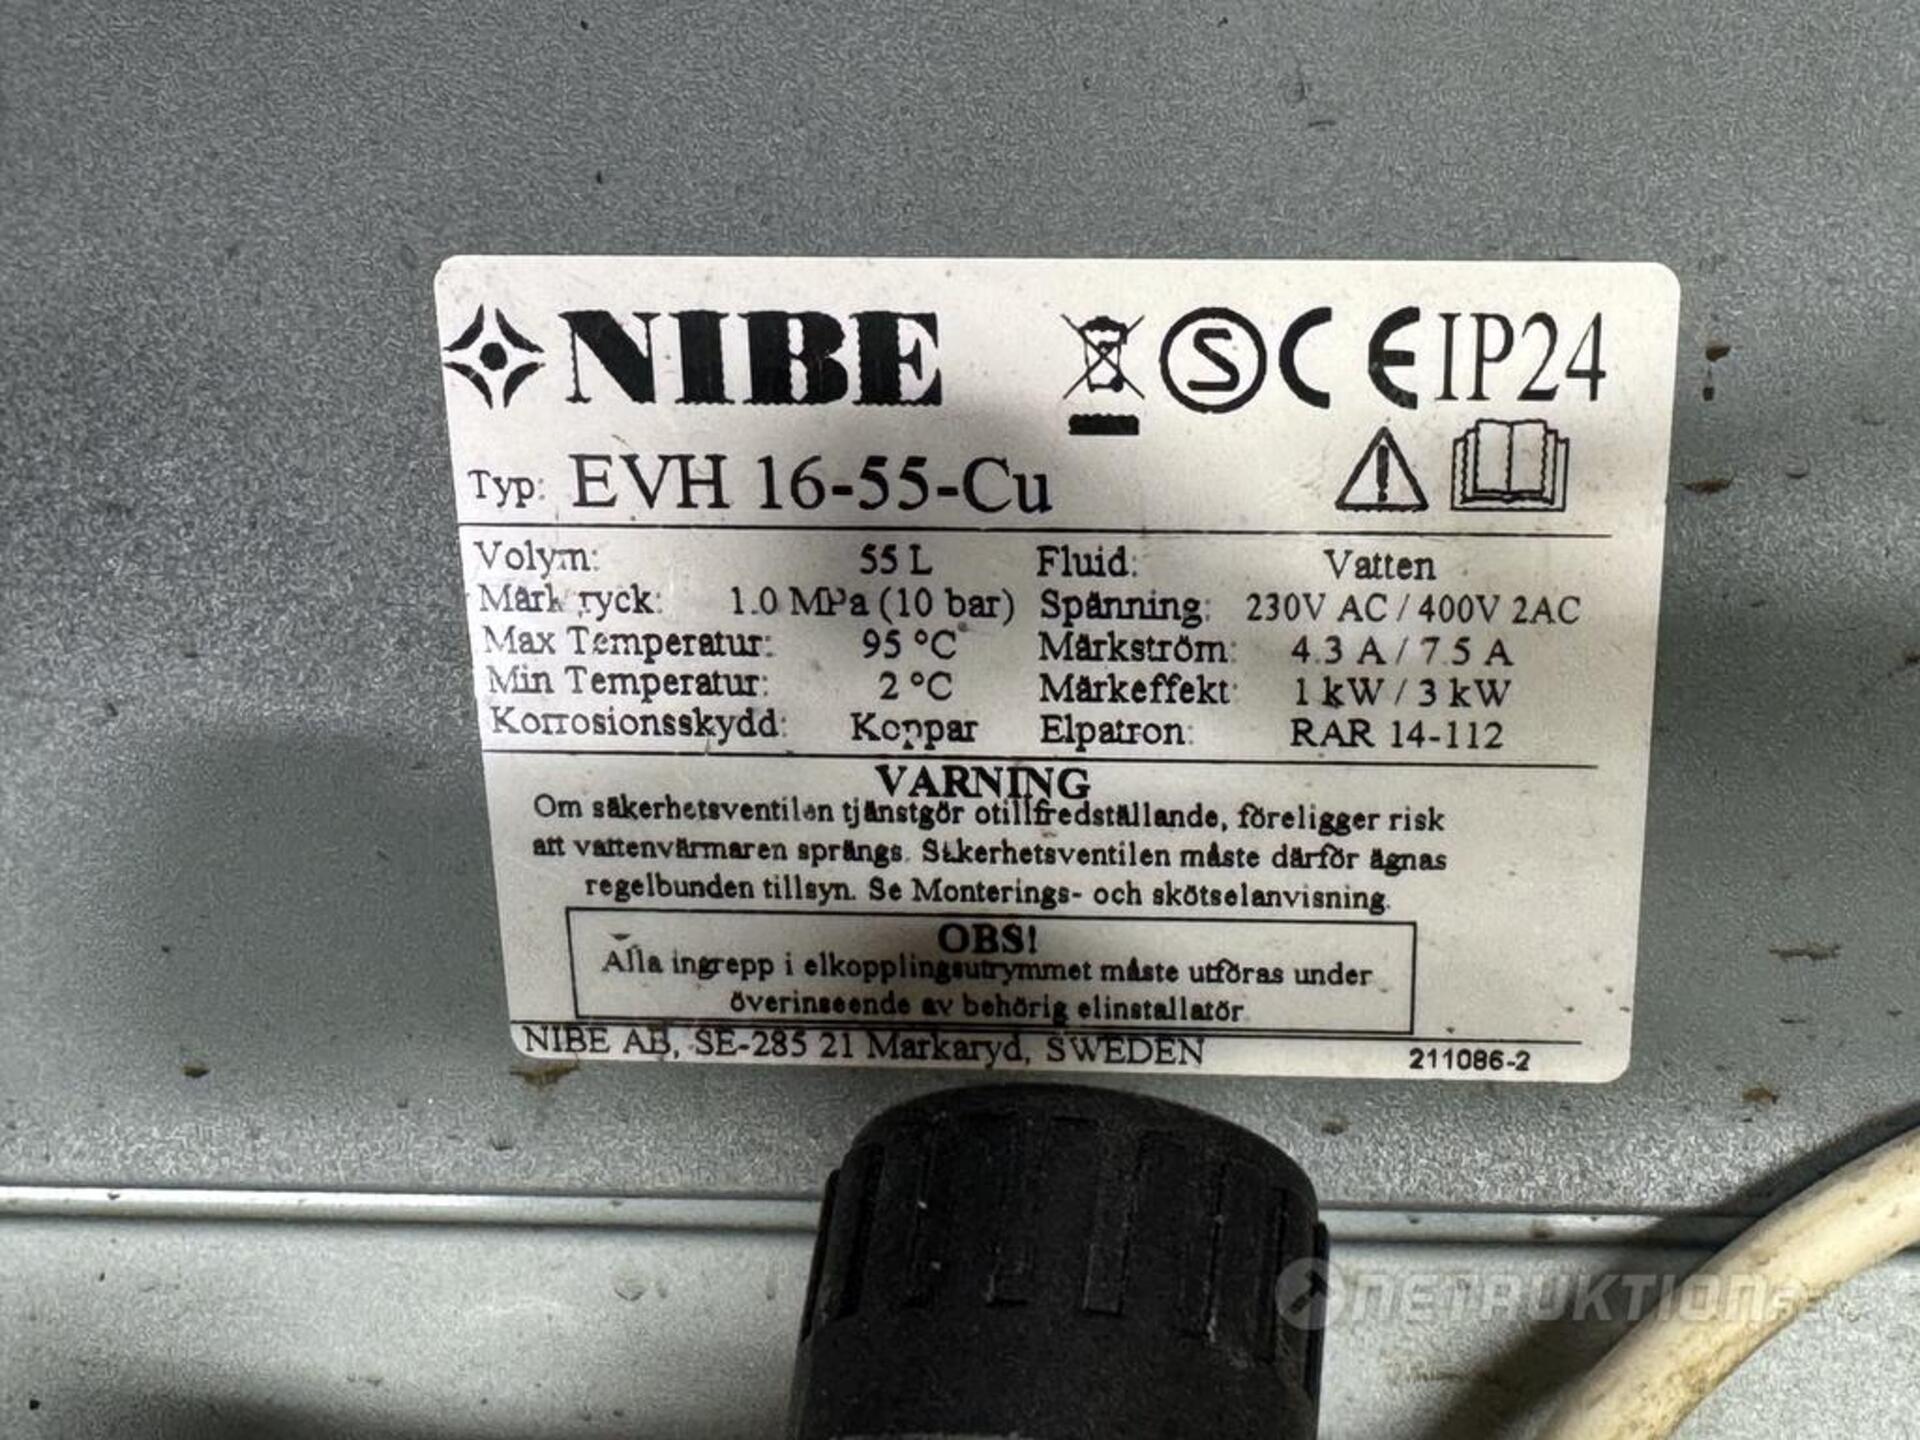 NIBE S CE IP24
Typ: EVH 16-55-Cu
Volym: 55 L Fluid: Vatten
Märktryck: 1.0 MPa (10 bar) Spänning: 230V AC / 400V 2AC
Max Temperatur: 95 °C Märkström: 4.3 A / 7.5 A
Min Temperatur: 2 °C Märkeffekt: 1 kW / 3 kW
Korrosionsskydd: Koppar Elpatron: RAR 14-112
VARNING
Om säkerhetsventilen tjänstgör otillfredställande, föreligger risk
att vattenvärmaren sprängs. Säkerhetsventilen måste därför ägnas
regelbunden tillsyn. Se Monterings- och skötselanvisning.
OBS!
Alla ingrepp i elkopplingsutrymmet måste utföras under
överinseende av behörig elinstallatör
NIBE AB, SE-285 21 Markaryd, SWEDEN 211086-2
NETRUKTION.SE